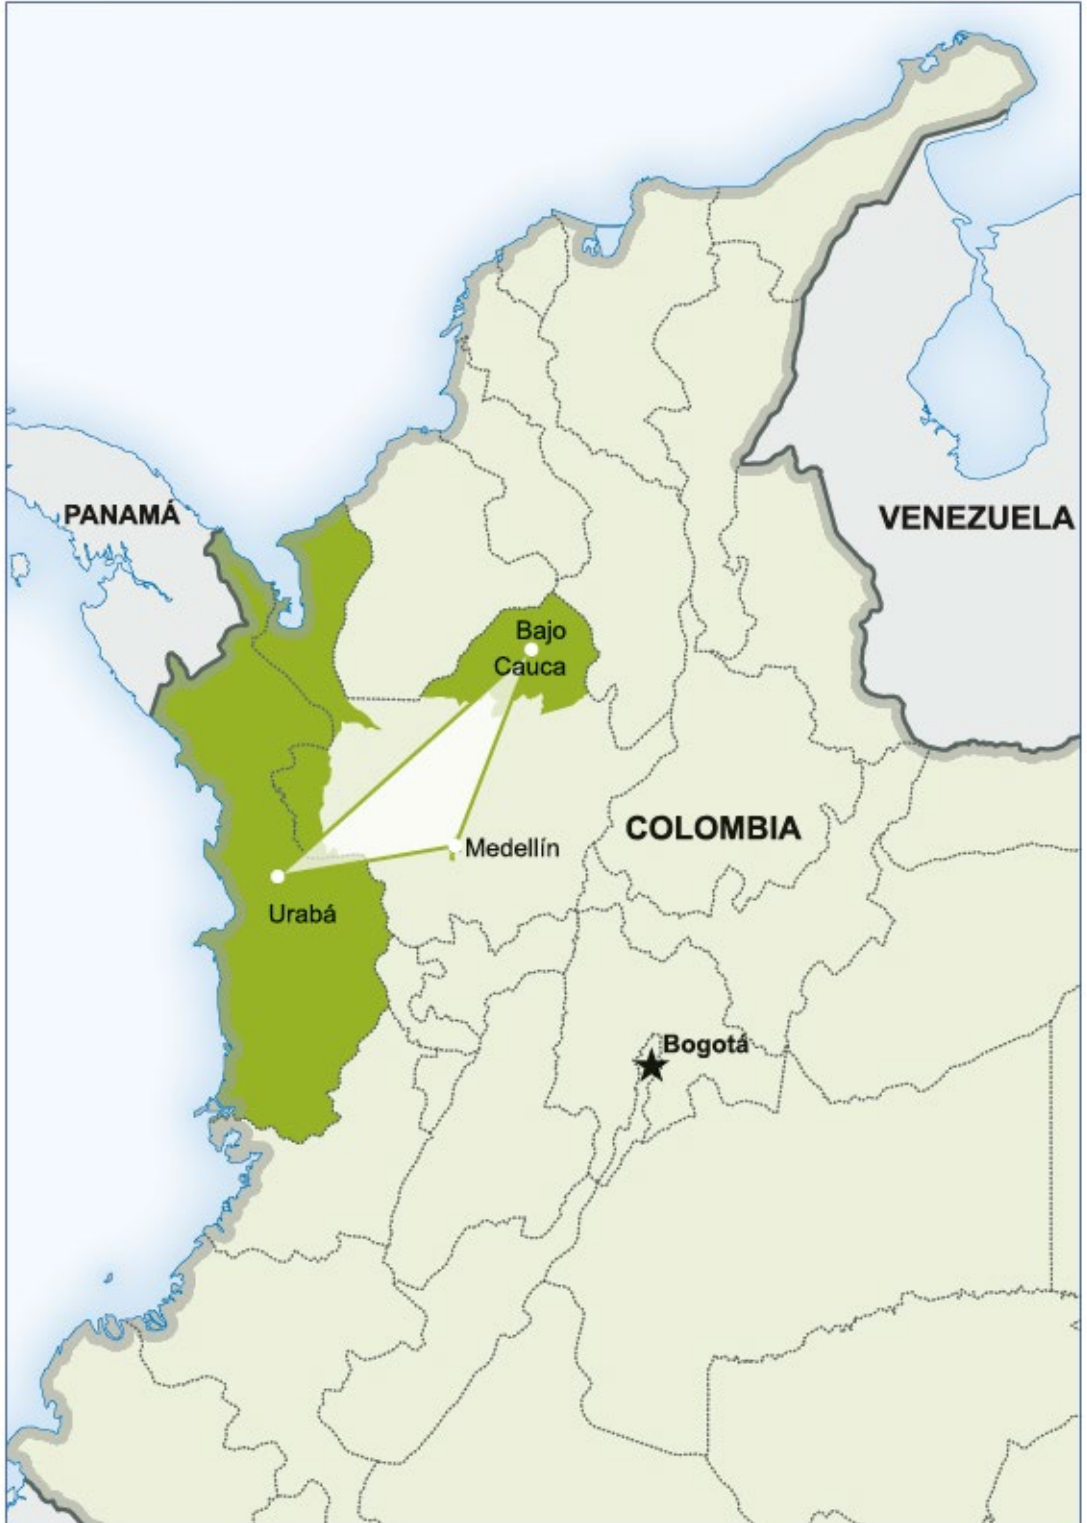 PANAMÁ
VENEZUELA
Bajo
Cauca
COLOMBIA
Medellín
Urabá
Bogotá